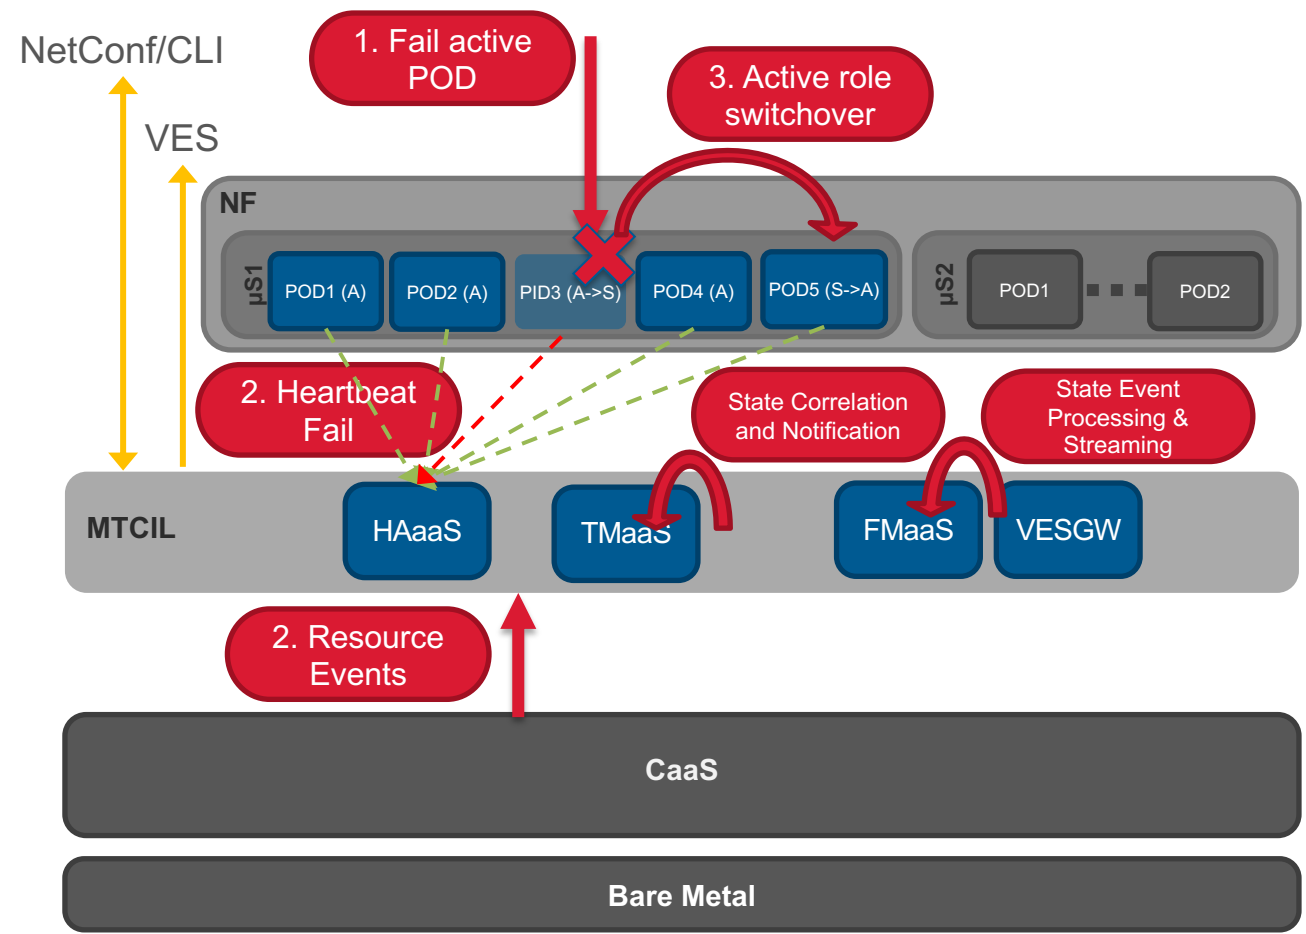 NetConf/CLI
VES
1. Fail active
POD
3. Active role
switchover
NF
µS1
POD1 (A)
POD2 (A)
PID3 (A->S)
POD4 (A)
POD5 (S->A)
µS2
POD1
POD2
2. Heartbeat
Fail
State Correlation
and Notification
State Event
Processing &
Streaming
MTCIL
HAaaS
TMaaS
FMaaS
VESGW
2. Resource
Events
CaaS
Bare Metal